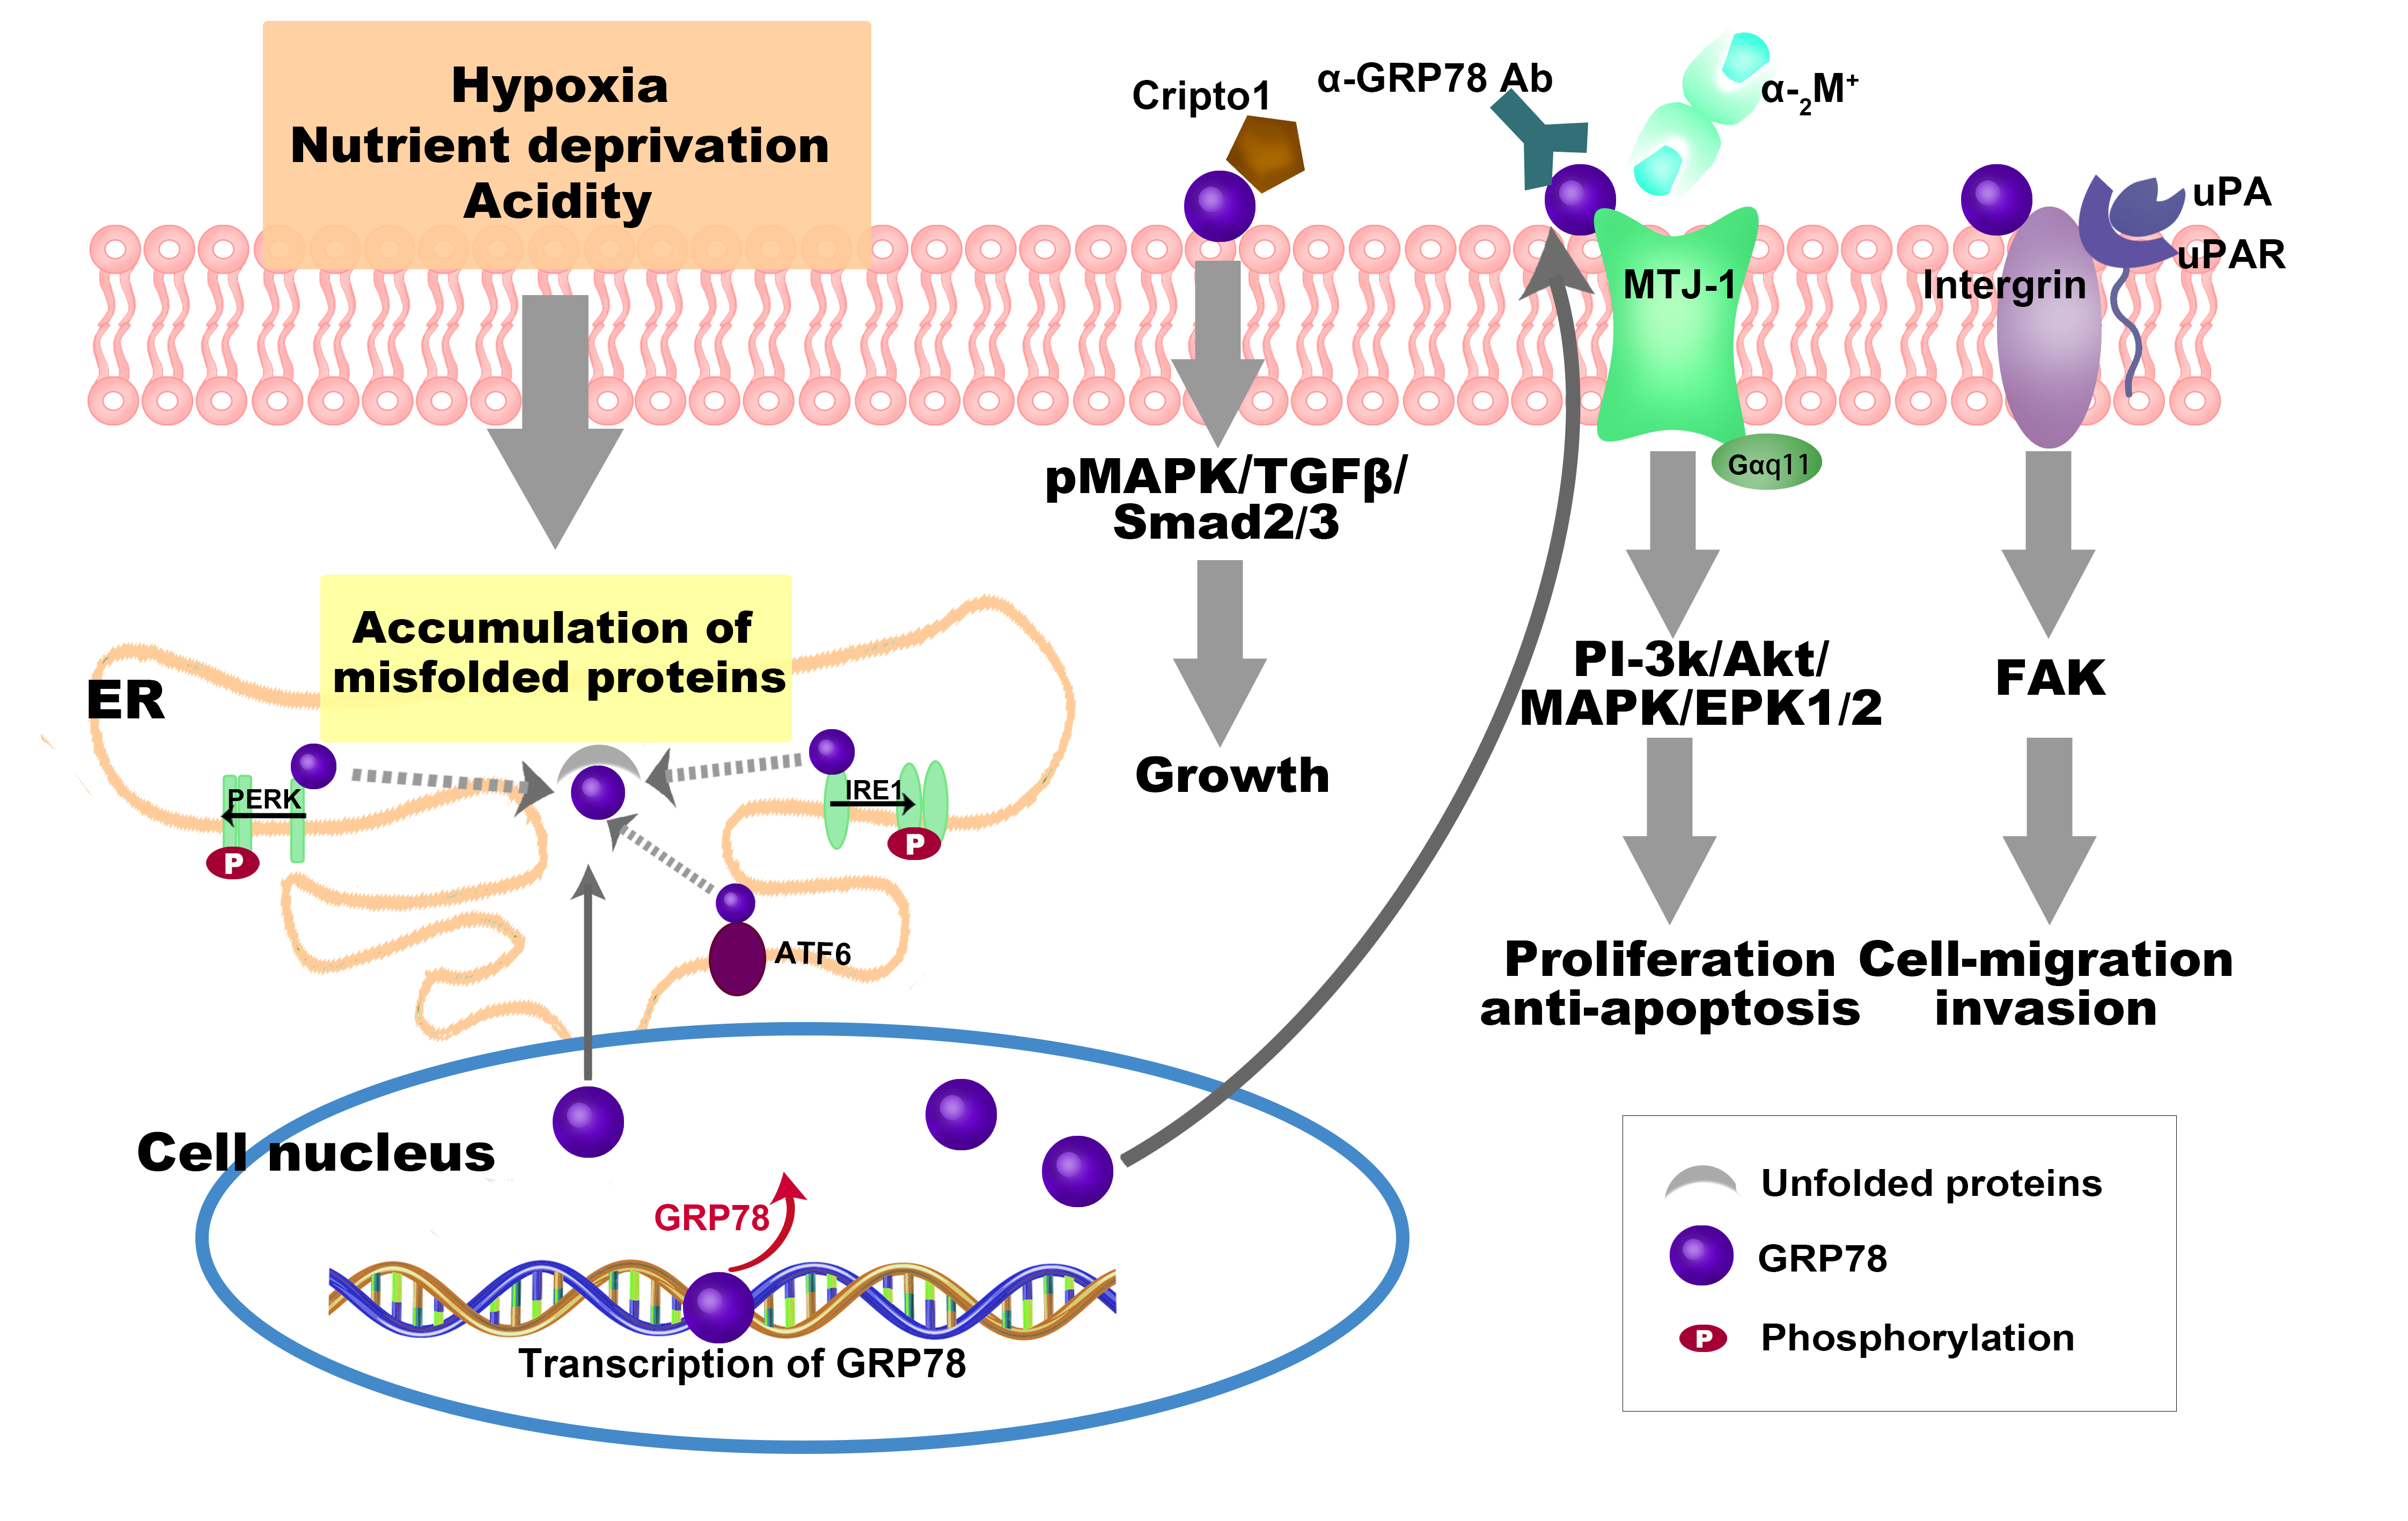 Hypoxia
Nutrient deprivation
Acidity
Cripto1
α-GRP78 Ab
α-₂M⁺
uPA
uPAR
MTJ-1
Intergrin
Gαq11
pMAPK/TGFβ/
Smad2/3
Growth
PI-3k/Akt/
MAPK/EPK1/2
FAK
Proliferation
anti-apoptosis
Cell-migration
invasion
Accumulation of
misfolded proteins
ER
PERK
P
IRE1
P
ATF6
Cell nucleus
GRP78
Transcription of GRP78
Unfolded proteins
GRP78
P
Phosphorylation